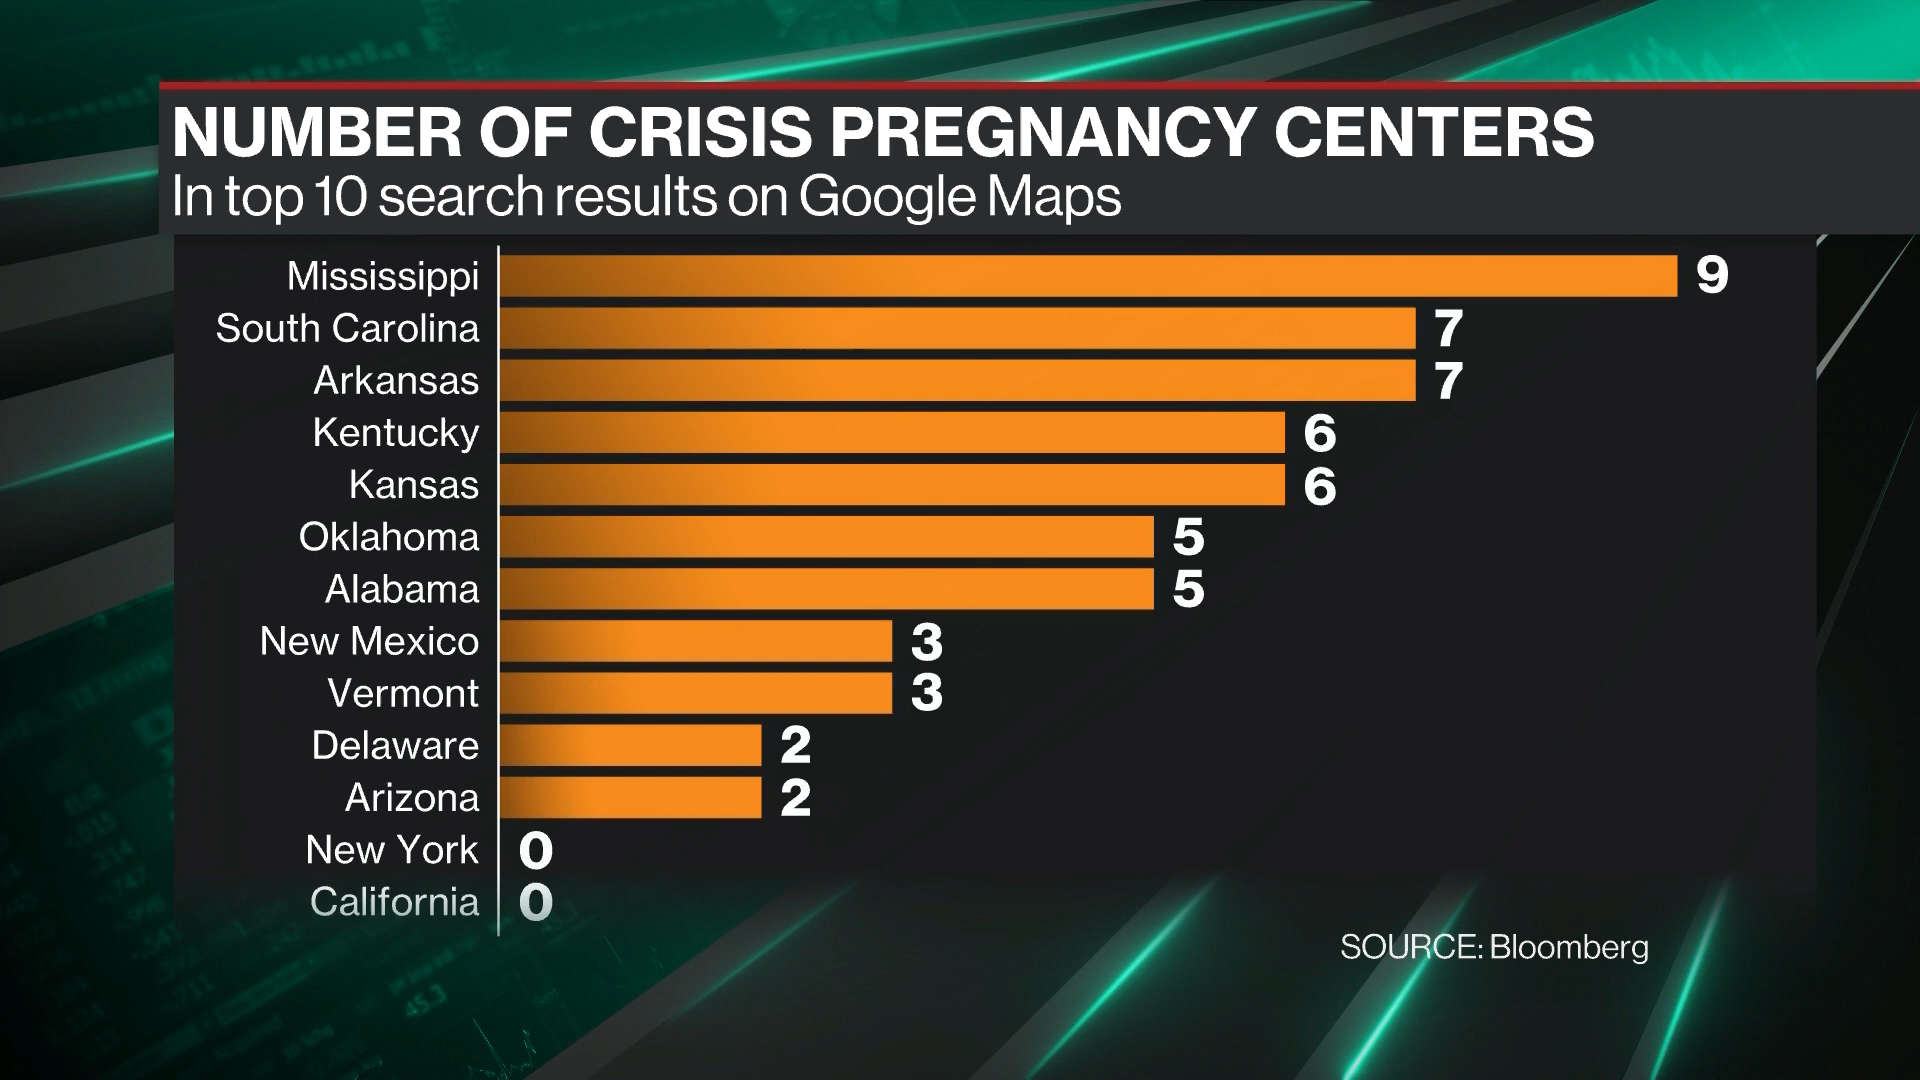 NUMBER OF CRISIS PREGNANCY CENTERS
In top 10 search results on Google Maps
Mississippi 9
South Carolina 7
Arkansas 7
Kentucky 6
Kansas 6
Oklahoma 5
Alabama 5
New Mexico 3
Vermont 3
Delaware 2
Arizona 2
New York 0
California 0
SOURCE: Bloomberg
45.3